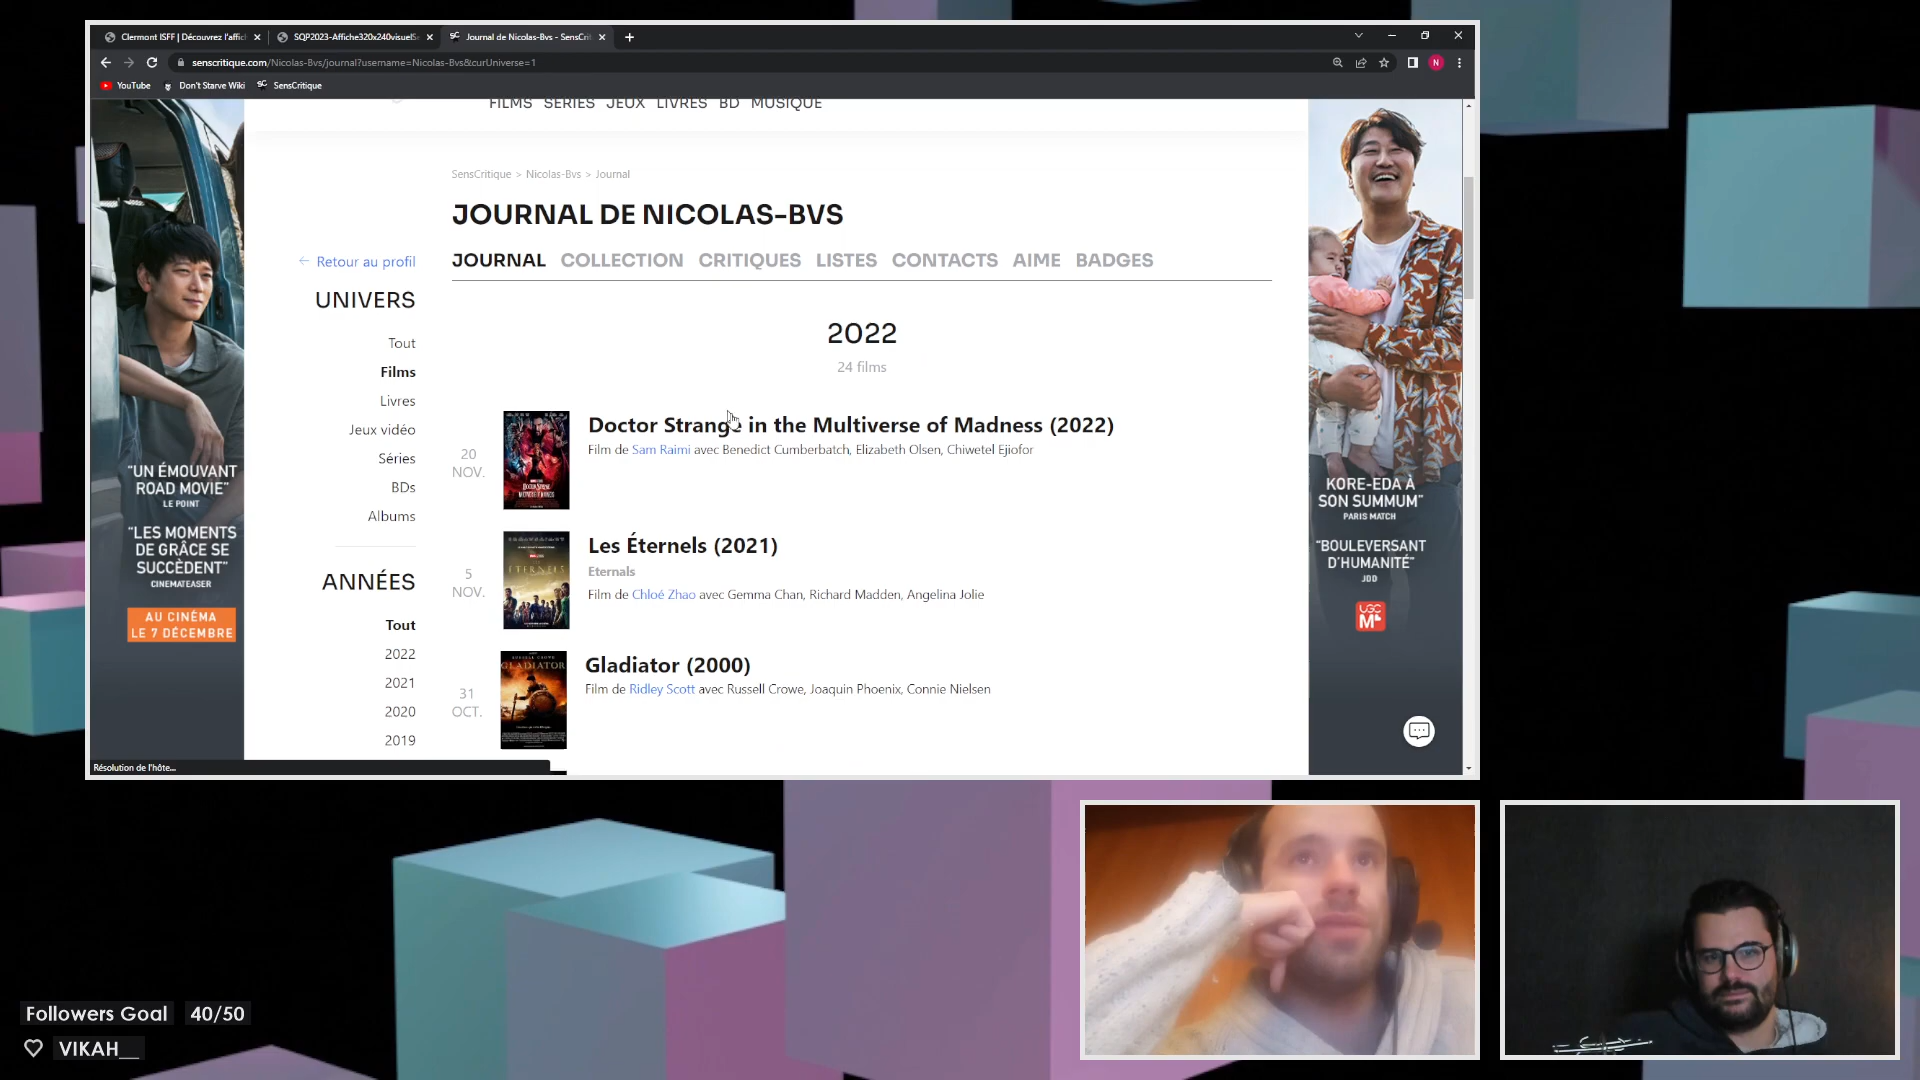 Clermont ISFF | Découvrez l'affic
SQP2023-Affiche320x240visuelS
Journal de Nicolas-Bvs - SensCrit
senscritique.com/Nicolas-Bvs/journal?username=Nicolas-Bvs&curUniverse=1
N
YouTube
Don't Starve Wiki
SensCritique
FILMS SÉRIES JEUX LIVRES BD MUSIQUE
SensCritique > Nicolas-Bvs > Journal
JOURNAL DE NICOLAS-BVS
← Retour au profil
JOURNAL COLLECTION CRITIQUES LISTES CONTACTS AIME BADGES
UNIVERS
Tout
Films
Livres
Jeux vidéo
Séries
BDs
Albums
ANNÉES
Tout
2022
2021
2020
2019
2022
24 films
20 NOV.
Doctor Strange in the Multiverse of Madness (2022)
Film de Sam Raimi avec Benedict Cumberbatch, Elizabeth Olsen, Chiwetel Ejiofor
5 NOV.
Les Éternels (2021)
Eternals
Film de Chloé Zhao avec Gemma Chan, Richard Madden, Angelina Jolie
31 OCT.
GLADIATOR
Gladiator (2000)
Film de Ridley Scott avec Russell Crowe, Joaquin Phoenix, Connie Nielsen
"UN ÉMOUVANT
ROAD MOVIE"
LE POINT
"LES MOMENTS
DE GRÂCE SE
SUCCÈDENT"
CINEMATEASER
AU CINÉMA
LE 7 DÉCEMBRE
KORE-EDA À
SON SUMMUM"
PARIS MATCH
"BOULEVERSANT
D'HUMANITÉ"
JDD
UGC
M
Résolution de l'hôte...
Followers Goal 40/50
VIKAH__